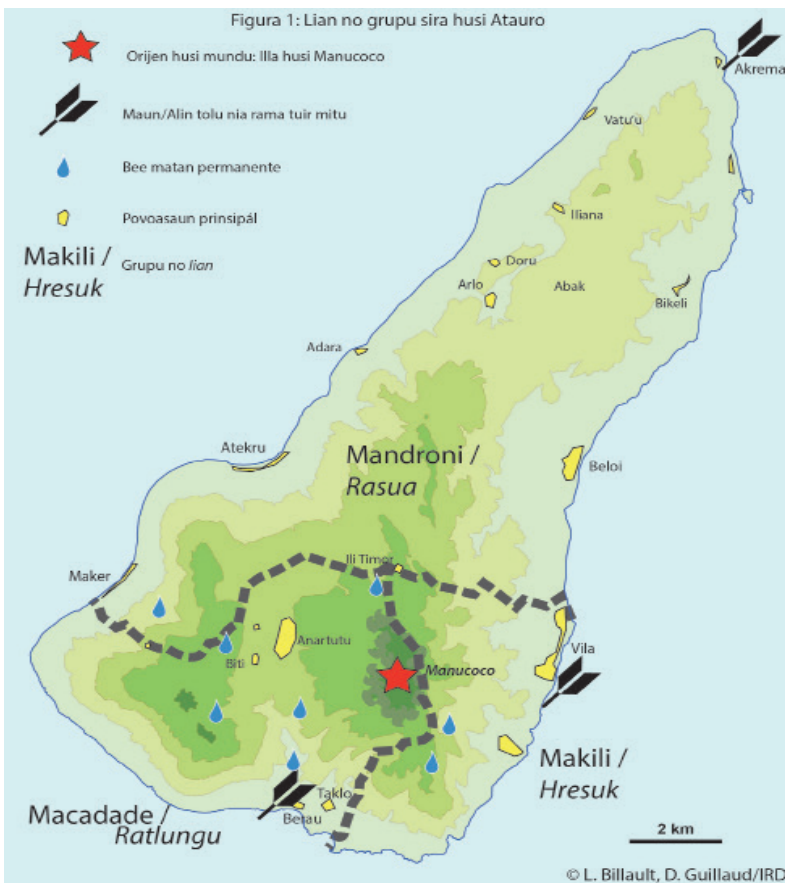 Figura 1: Lian no grupu sira husi Atauro
Orijen husi mundu: Illa husi Manucoco
Maun/Alin tolu nia rama tuir mitu
Bee matan permanente
Povoasaun prinsipál
Makili /
Hresuk
Grupu no lian
Akrema
Vatu'u
Iliana
Doru
Arlo
Abak
Bikeli
Adara
Atekru
Mandroni /
Rasua
Beloi
Maker
Ili Timor
Anartutu
Biti
Manucoco
Vila
Makili /
Hresuk
Macadade /
Ratlungu
Taklo
Berau
2 km
© L. Billault, D. Guillaud/IRD